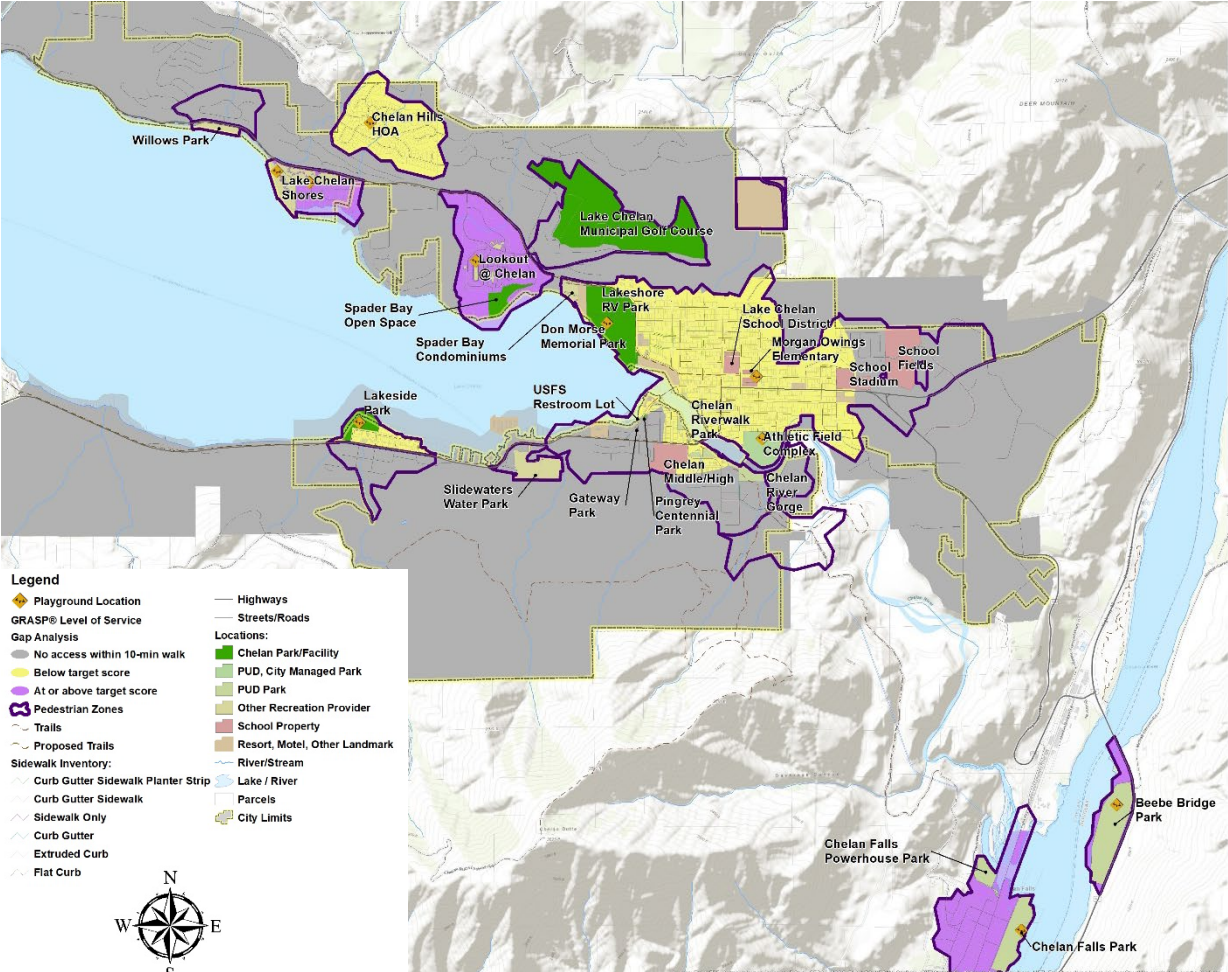 DEER MOUNTAIN
Chelan Hills
HOA
Willows Park
Lake Chelan
Shores
Lake Chelan
Municipal Golf Course
Lookout
@ Chelan
Spader Bay
Open Space
Lakeshore
RV Park
Don Morse
Memorial Park
Spader Bay
Condominiums
Lake Chelan
School District
Morgan Owings
Elementary
School
Fields
School
Stadium
USFS
Restroom Lot
Lakeside
Park
Chelan
Riverwalk
Park
Athletic Field
Complex
Chelan
Middle/High
Chelan
River
Gorge
Slidewaters
Water Park
Gateway
Park
Pingrey
Centennial
Park
Legend
Playground Location
GRASP® Level of Service
Gap Analysis
No access within 10-min walk
Below target score
At or above target score
Pedestrian Zones
Trails
Proposed Trails
Sidewalk Inventory:
Curb Gutter Sidewalk Planter Strip
Curb Gutter Sidewalk
Sidewalk Only
Curb Gutter
Extruded Curb
Flat Curb
Highways
Streets/Roads
Locations:
Chelan Park/Facility
PUD, City Managed Park
PUD Park
Other Recreation Provider
School Property
Resort, Motel, Other Landmark
River/Stream
Lake / River
Parcels
City Limits
N
W E
S
Beebe Bridge
Park
Chelan Falls
Powerhouse Park
Chelan Falls Park